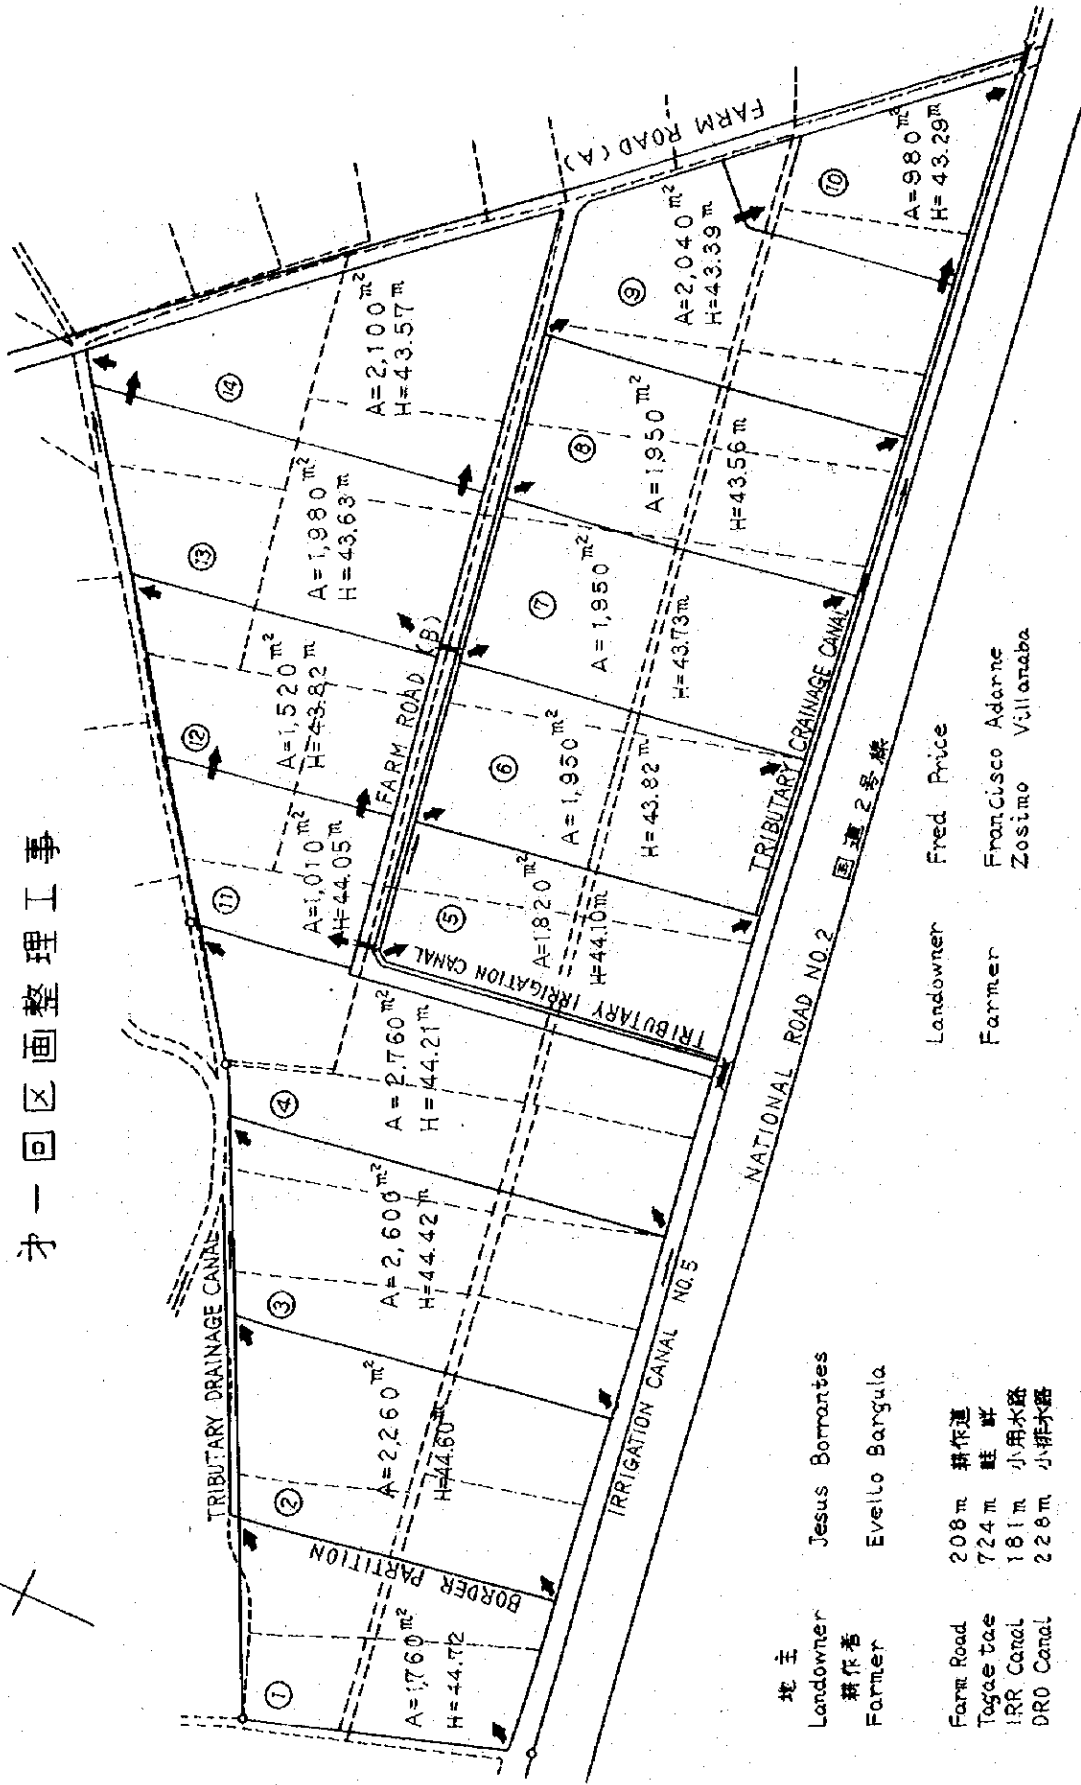 才一回区画整理工事
TRIBUTARY DRAINAGE CANAL
BORDER PARTITION
①
A=1,760m²
H=44.72
②
A=2,260m²
H=44.60m
③
A=2,600m²
H=44.42m
④
A=2,760m²
H=44.21m
⑪
A=1,010m²
H=44.05m
⑫
A=1,520m²
H=43.82m
⑬
A=1,980m²
H=43.63m
⑭
A=2,100m²
H=43.57m
FARM ROAD (B)
FARM ROAD (A)
TRIBUTARY IRRIGATION CANAL
⑤
A=1,820m²
H=44.10m
⑥
A=1,950m²
H=43.82m
⑦
A=1,950m²
H=43.73m
⑧
A=1,950m²
H=43.56m
⑨
A=2,040m²
H=43.39m
⑩
A=980m²
H=43.29m
TRIBUTARY CRAINAGE CANAL
IRRIGATION CANAL NO.5
NATIONAL ROAD NO.2 国道2号線
地主
Landowner Jesus Borrantes
耕作者
Farmer Evello Bargula
Landowner Fred Price
Farmer Francisco Adarne
Zosimo Villanaba
Farm Road 208m 耕作道
Tagae tae 724m 畦畔
IRR Canal 181m 小用水路
DRO Canal 228m 小排水路